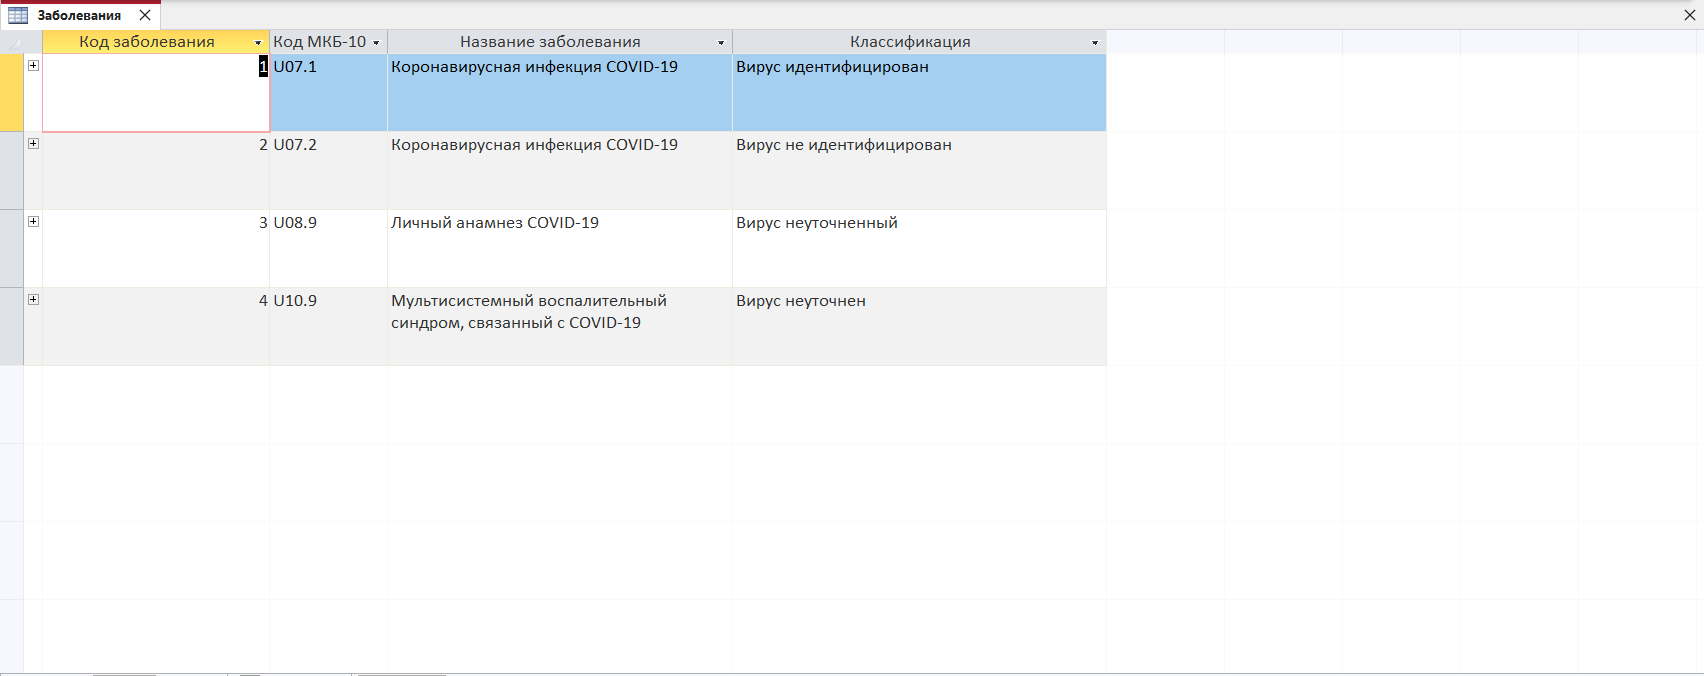 Заболевания
Код заболевания Код МКБ-10 Название заболевания Классификация
1 U07.1 Коронавирусная инфекция COVID-19 Вирус идентифицирован
2 U07.2 Коронавирусная инфекция COVID-19 Вирус не идентифицирован
3 U08.9 Личный анамнез COVID-19 Вирус неуточненный
4 U10.9 Мультисистемный воспалительный Вирус неуточнен
синдром, связанный с COVID-19